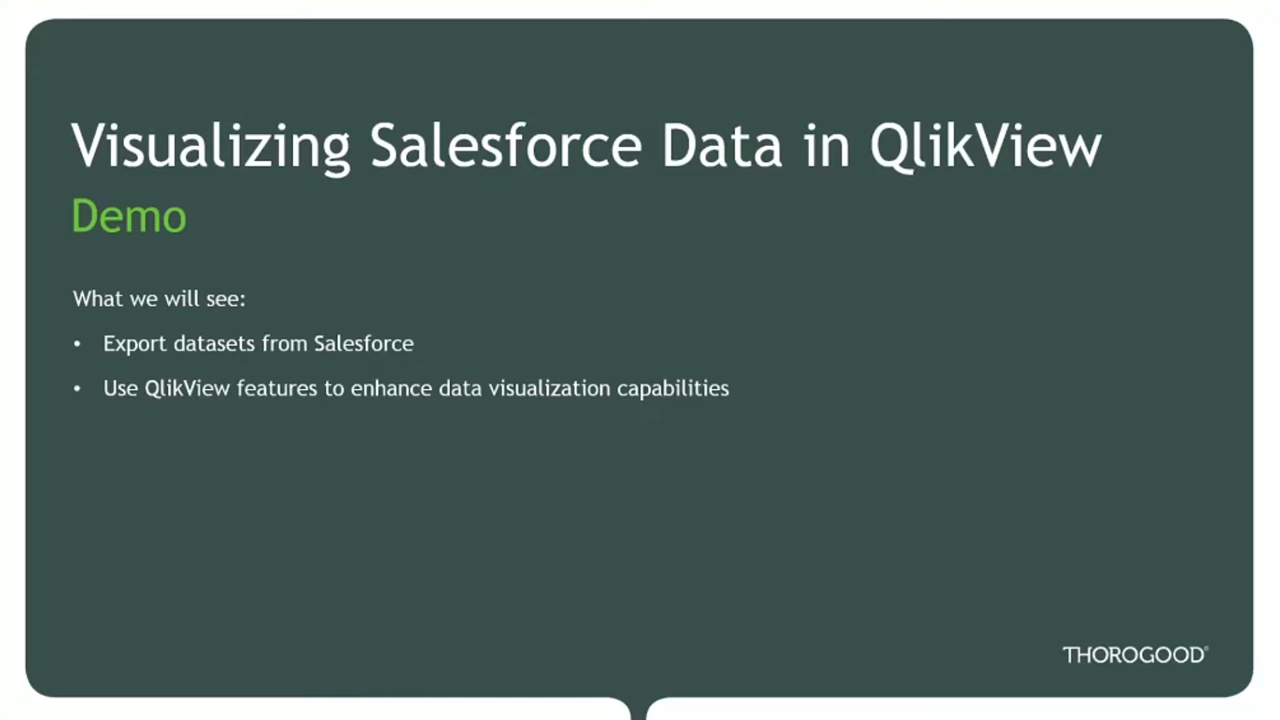 Visualizing Salesforce Data in QlikView
Demo
What we will see:
• Export datasets from Salesforce
• Use QlikView features to enhance data visualization capabilities
THOROGOOD®